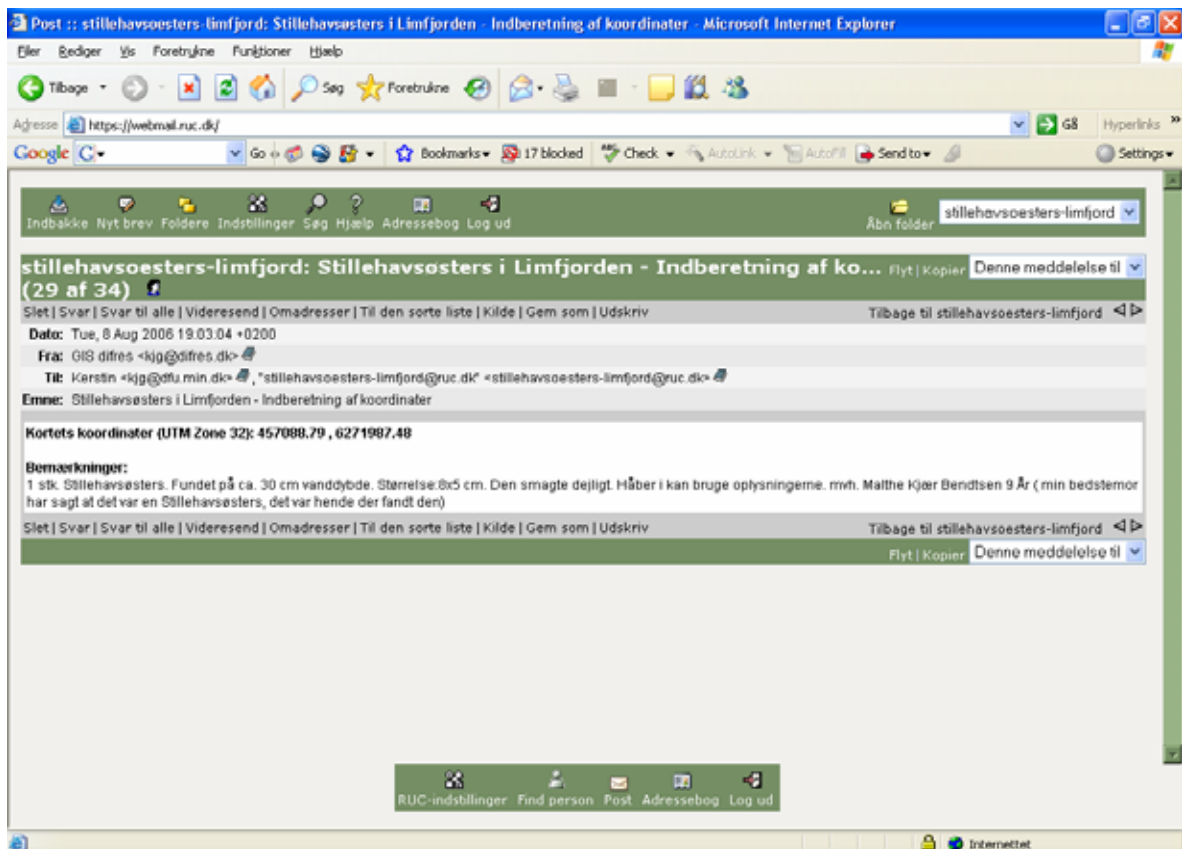 Post :: stillehavsoesters-limfjord: Stillehavsøsters i Limfjorden - Indberetning af koordinater - Microsoft Internet Explorer
Filer Rediger Vis Foretrukne Funktioner Hjælp
Tilbage Søg Foretrukne
Adresse https://webmail.ruc.dk/ Gå Hyperlinks »
Google G Go Bookmarks 17 blocked Check AutoLink AutoFill Send to Settings
Indbakke Nyt brev Foldere Indstillinger Søg Hjælp Adressebog Log ud Åbn folder stillehavsoesters-limfjord
stillehavsoesters-limfjord: Stillehavsøsters i Limfjorden - Indberetning af ko... Flyt | Kopier Denne meddelelse til
(29 af 34)
Slet | Svar | Svar til alle | Videresend | Omadresser | Til den sorte liste | Kilde | Gem som | Udskriv Tilbage til stillehavsoesters-limfjord
Dato: Tue, 8 Aug 2006 19.03:04 +0200
Fra: GIS difres <kjg@difres.dk>
Til: Kerstin <kjg@dfu.min.dk>, "stillehavsoesters-limfjord@ruc.dk" <stillehavsoesters-limfjord@ruc.dk>
Emne: Stillehavsøsters i Limfjorden - Indberetning af koordinater
Kortets koordinater (UTM Zone 32): 457088.79 , 6271987.48
Bemærkninger:
1 stk. Stillehavsøsters. Fundet på ca. 30 cm vanddybde. Størrelse:8x5 cm. Den smagte dejligt. Håber i kan bruge oplysningerne. mvh. Malthe Kjær Bendtsen 9 År ( min bedstemor
har sagt at det var en Stillehavsøsters, det var hende der fandt den)
Slet | Svar | Svar til alle | Videresend | Omadresser | Til den sorte liste | Kilde | Gem som | Udskriv Tilbage til stillehavsoesters-limfjord
Flyt | Kopier Denne meddelelse til
RUC-indstillinger Find person Post Adressebog Log ud
Internettet